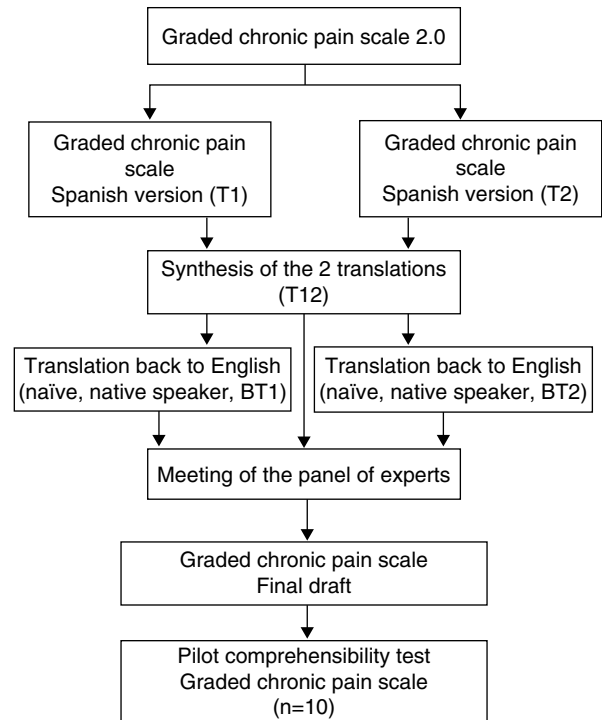 Graded chronic pain scale 2.0
Graded chronic pain
scale
Spanish version (T1)
Graded chronic pain
scale
Spanish version (T2)
Synthesis of the 2 translations
(T12)
Translation back to English
(naïve, native speaker, BT1)
Translation back to English
(naïve, native speaker, BT2)
Meeting of the panel of experts
Graded chronic pain scale
Final draft
Pilot comprehensibility test
Graded chronic pain scale
(n=10)